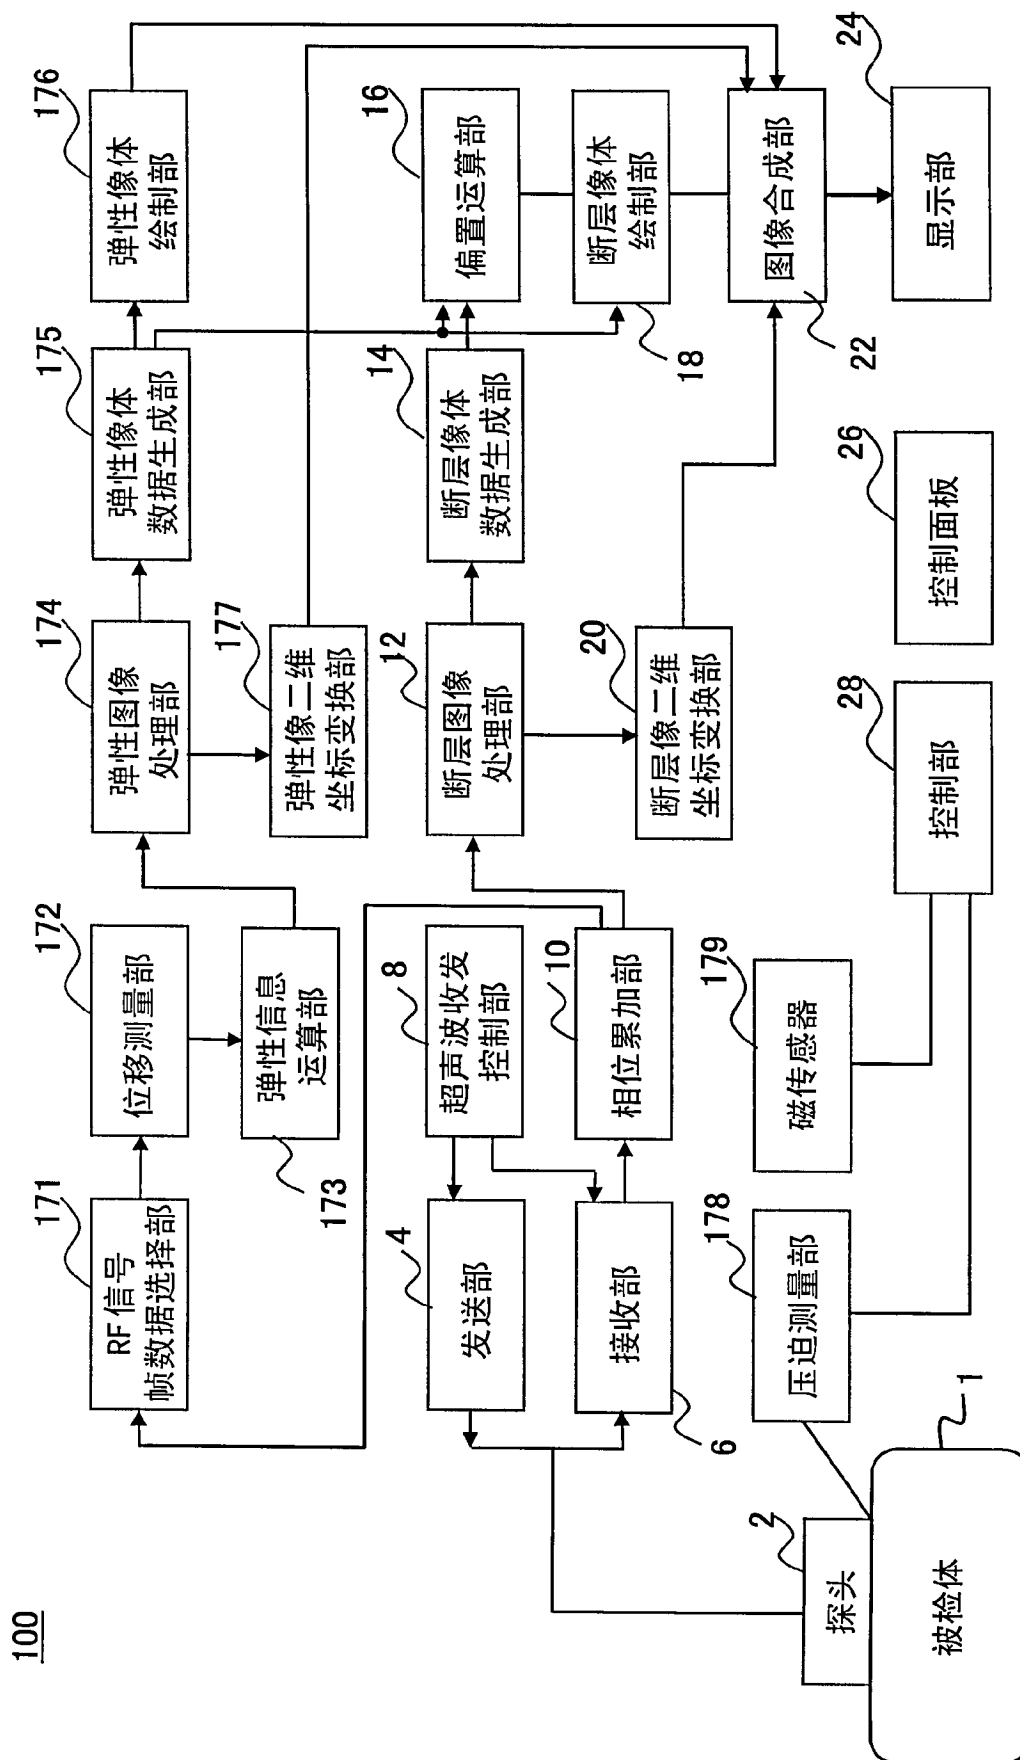 100
171
RF信号
帧数据选择部
172
位移测量部
弹性信息
运算部
173
174
弹性图像
处理部
177
弹性像二维
坐标变换部
175
弹性像体
数据生成部
176
弹性像体
绘制部
4
发送部
接收部
6
8
超声波收发
控制部
10
相位累加部
12
断层图像
处理部
20
断层像二维
坐标变换部
14
断层像体
数据生成部
16
偏置运算部
断层像体
绘制部
18
图像合成部
22
24
显示部
2
探头
被检体
1
178
压迫测量部
179
磁传感器
28
控制部
26
控制面板